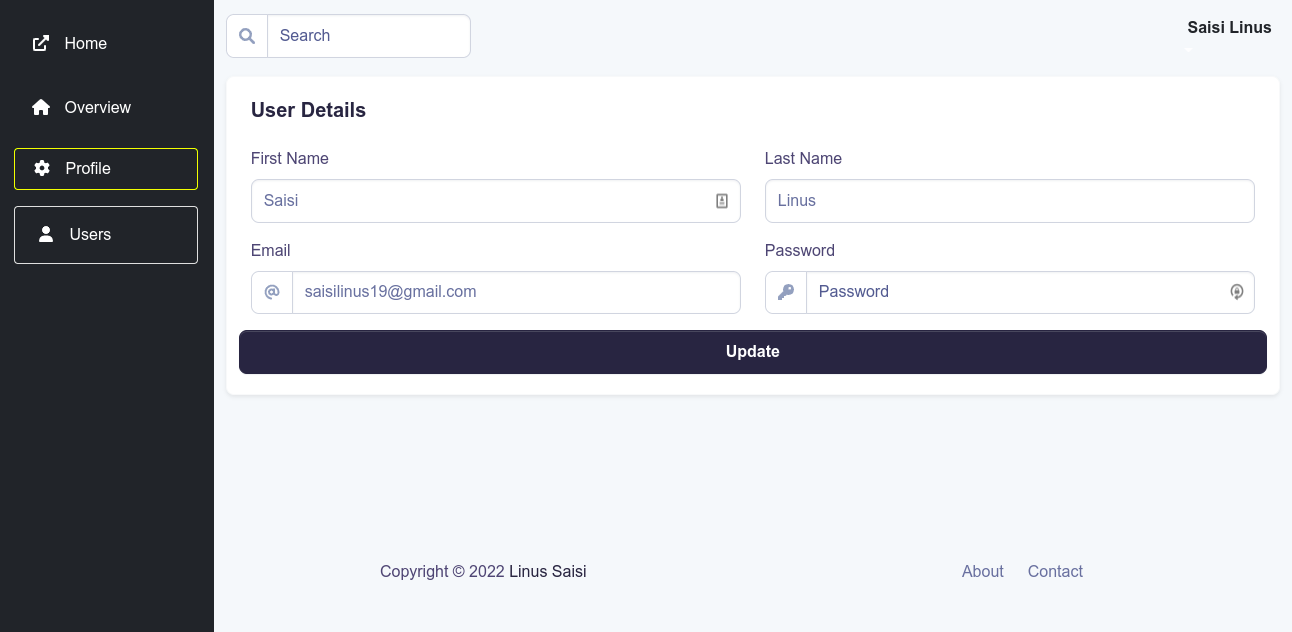 Home
Overview
Profile
Users
Search
Saisi Linus
User Details
First Name
Last Name
Saisi
Linus
Email
Password
@ saisilinus19@gmail.com
Password
Update
Copyright © 2022 Linus Saisi
About
Contact